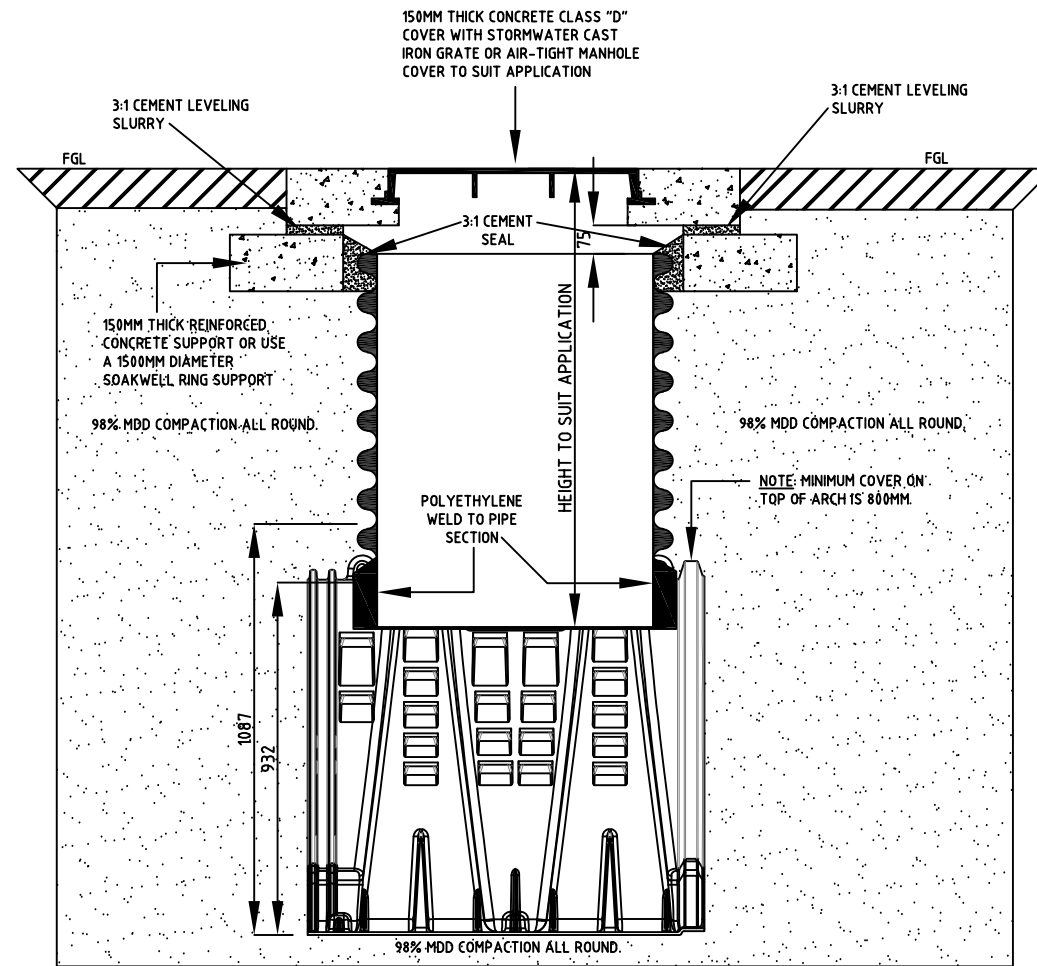 150MM THICK CONCRETE CLASS "D"
COVER WITH STORMWATER CAST
IRON GRATE OR AIR-TIGHT MANHOLE
COVER TO SUIT APPLICATION
3:1 CEMENT LEVELING
SLURRY
3:1 CEMENT LEVELING
SLURRY
FGL
FGL
3:1 CEMENT
SEAL
75
HEIGHT TO SUIT APPLICATION
150MM THICK REINFORCED
CONCRETE SUPPORT OR USE
A 1500MM DIAMETER
SOAKWELL RING SUPPORT
98% MDD COMPACTION ALL ROUND.
98% MDD COMPACTION ALL ROUND.
NOTE: MINIMUM COVER ON
TOP OF ARCH IS 800MM.
POLYETHYLENE
WELD TO PIPE
SECTION
1087
932
98% MDD COMPACTION ALL ROUND.